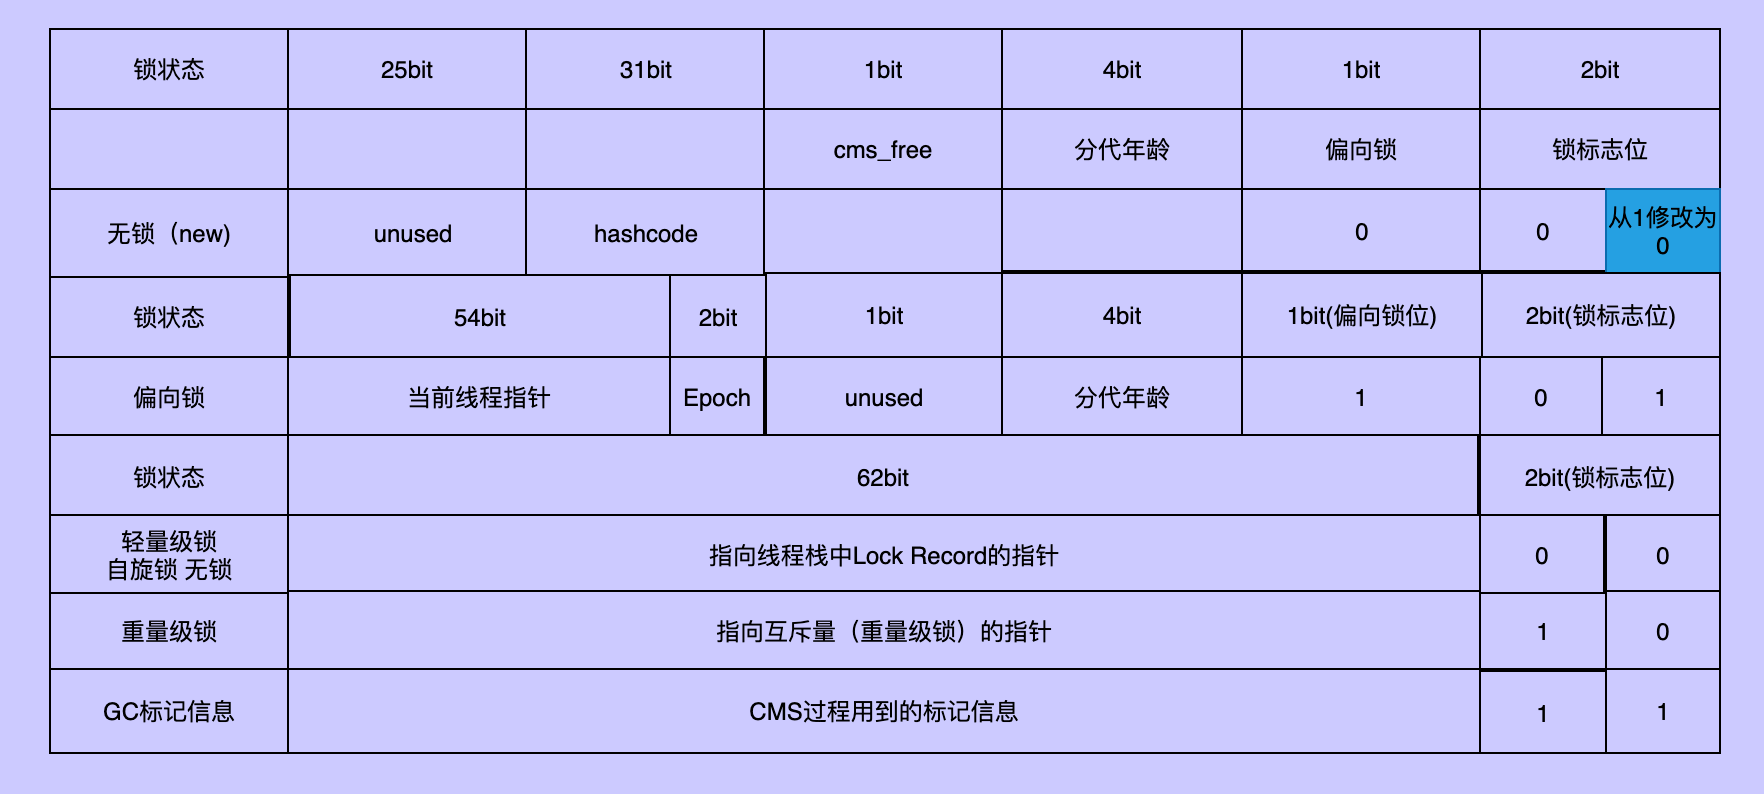 锁状态 25bit 31bit 1bit 4bit 1bit 2bit
cms_free 分代年龄 偏向锁 锁标志位
无锁（new) unused hashcode 0 0 从1修改为
0
锁状态 54bit 2bit 1bit 4bit 1bit(偏向锁位) 2bit(锁标志位)
偏向锁 当前线程指针 Epoch unused 分代年龄 1 0 1
锁状态 62bit 2bit(锁标志位)
轻量级锁
自旋锁 无锁 指向线程栈中Lock Record的指针 0 0
重量级锁 指向互斥量（重量级锁）的指针 1 0
GC标记信息 CMS过程用到的标记信息 1 1